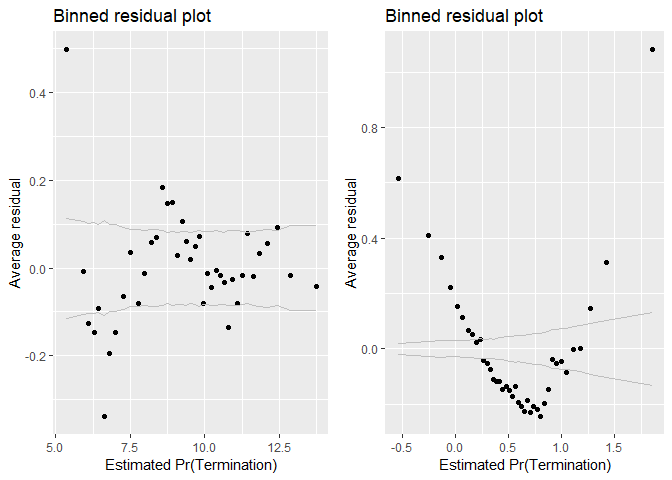 Binned residual plot
Average residual
0.4
0.2
0.0
-0.2
5.0 7.5 10.0 12.5
Estimated Pr(Termination)
Binned residual plot
Average residual
0.8
0.4
0.0
-0.5 0.0 0.5 1.0 1.5
Estimated Pr(Termination)